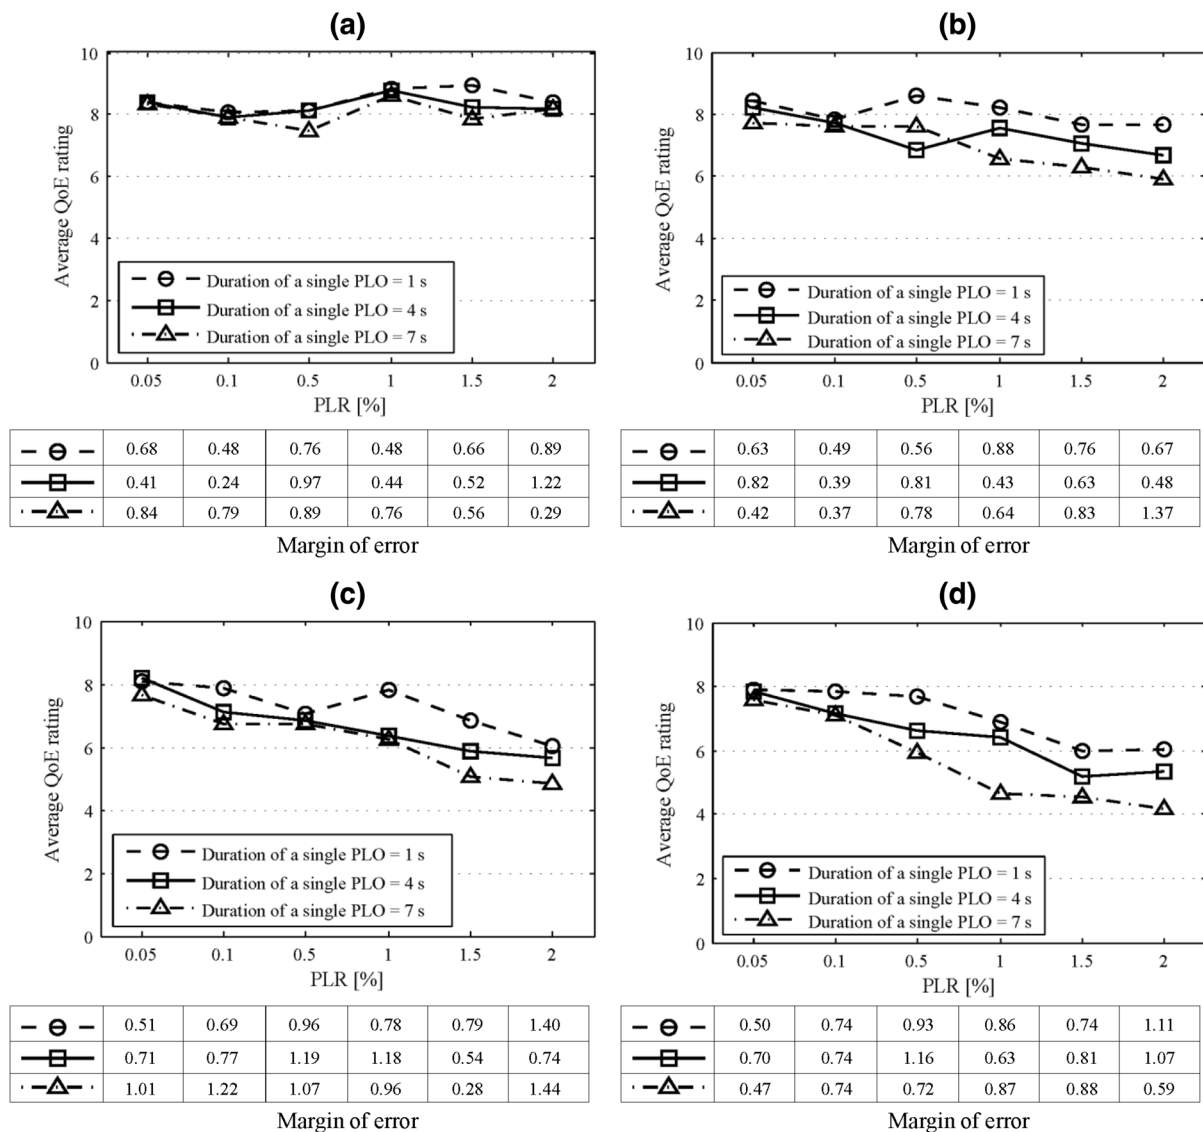 (a)
Average QoE rating
10
8
6
4
2
0
Duration of a single PLO = 1 s
Duration of a single PLO = 4 s
Duration of a single PLO = 7 s
0.05 0.1 0.5 1 1.5 2
PLR [%]
0.68 0.48 0.76 0.48 0.66 0.89
0.41 0.24 0.97 0.44 0.52 1.22
0.84 0.79 0.89 0.76 0.56 0.29
Margin of error
(b)
Average QoE rating
10
8
6
4
2
0
Duration of a single PLO = 1 s
Duration of a single PLO = 4 s
Duration of a single PLO = 7 s
0.05 0.1 0.5 1 1.5 2
PLR [%]
0.63 0.49 0.56 0.88 0.76 0.67
0.82 0.39 0.81 0.43 0.63 0.48
0.42 0.37 0.78 0.64 0.83 1.37
Margin of error
(c)
Average QoE rating
10
8
6
4
2
0
Duration of a single PLO = 1 s
Duration of a single PLO = 4 s
Duration of a single PLO = 7 s
0.05 0.1 0.5 1 1.5 2
PLR [%]
0.51 0.69 0.96 0.78 0.79 1.40
0.71 0.77 1.19 1.18 0.54 0.74
1.01 1.22 1.07 0.96 0.28 1.44
Margin of error
(d)
Average QoE rating
10
8
6
4
2
0
Duration of a single PLO = 1 s
Duration of a single PLO = 4 s
Duration of a single PLO = 7 s
0.05 0.1 0.5 1 1.5 2
PLR [%]
0.50 0.74 0.93 0.86 0.74 1.11
0.70 0.74 1.16 0.63 0.81 1.07
0.47 0.74 0.72 0.87 0.88 0.59
Margin of error